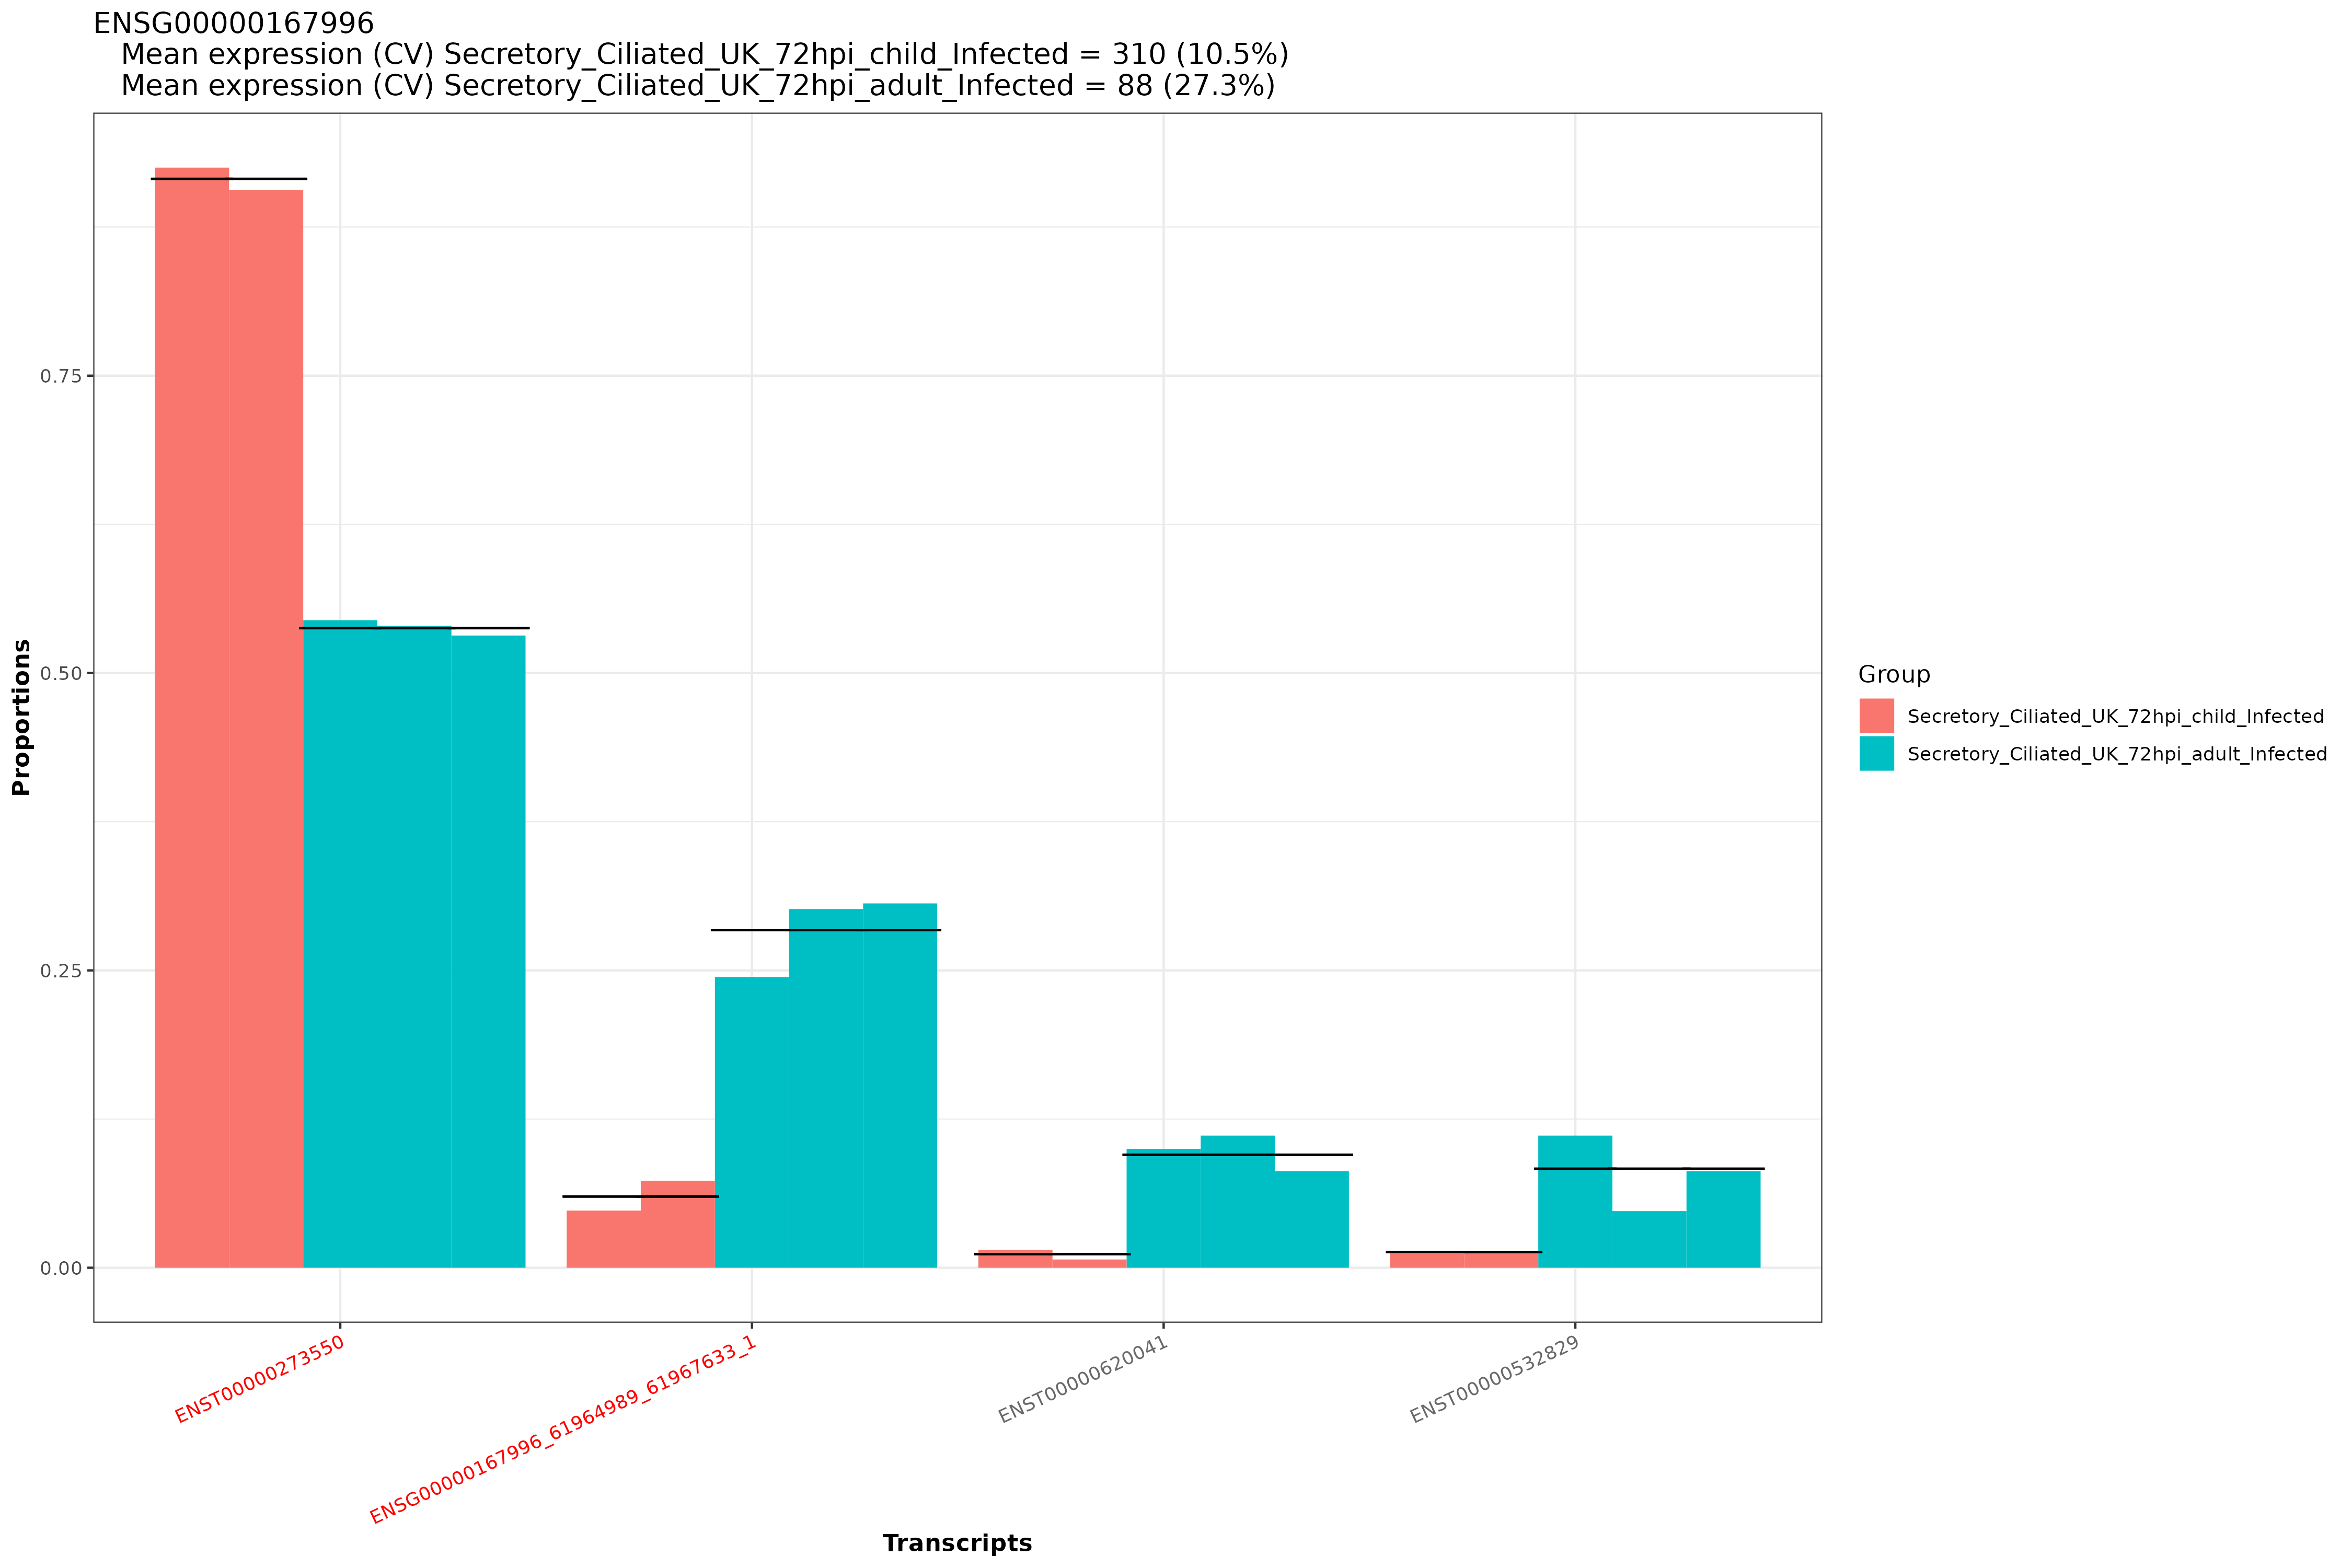 ENSG00000167996
Mean expression (CV) Secretory_Ciliated_UK_72hpi_child_Infected = 310 (10.5%)
Mean expression (CV) Secretory_Ciliated_UK_72hpi_adult_Infected = 88 (27.3%)
Proportions
0.75
0.50
0.25
0.00
ENST00000273550
ENSG00000167996_61964989_61967633_1
ENST00000620041
ENST00000532829
Transcripts
Group
Secretory_Ciliated_UK_72hpi_child_Infected
Secretory_Ciliated_UK_72hpi_adult_Infected